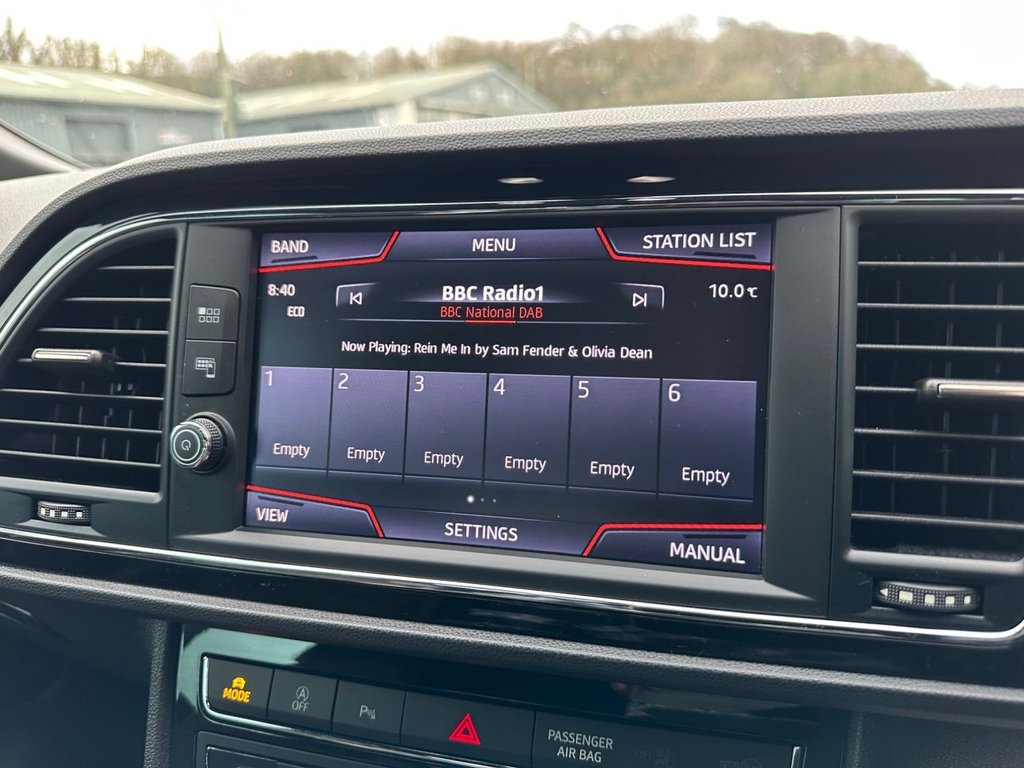 BAND MENU STATION LIST
8:40 BBC Radio1 10.0°C
ECO BBC National DAB
Now Playing: Rein Me In by Sam Fender & Olivia Dean
1 2 3 4 5 6
Empty Empty Empty Empty Empty Empty
VIEW SETTINGS MANUAL
MODE
A
OFF
P
PASSENGER
AIR BAG